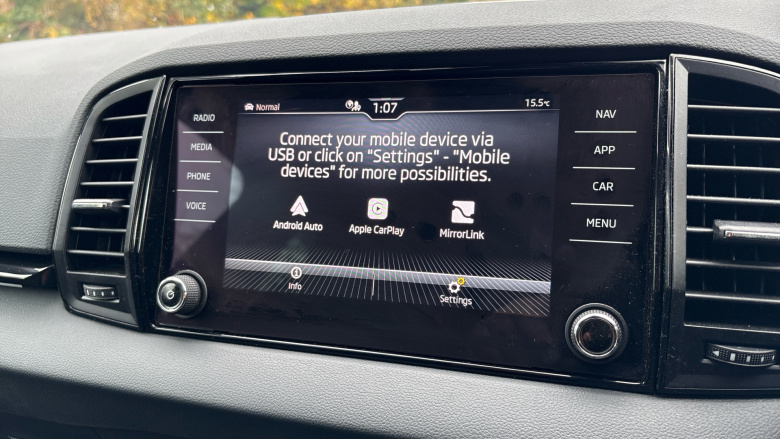 RADIO
MEDIA
PHONE
VOICE
Normal
1:07
15.5°C
Connect your mobile device via
USB or click on "Settings" - "Mobile
devices" for more possibilities.
Android Auto
Apple CarPlay
MirrorLink
Info
Settings
NAV
APP
CAR
MENU